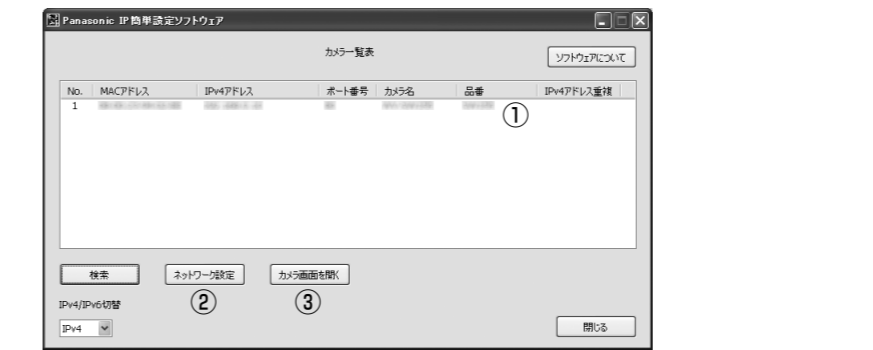 Panasonic IP簡単設定ソフトウェア
カメラ一覧表
ソフトウェアについて
No. MACアドレス IPv4アドレス ポート番号 カメラ名 品番 IPv4アドレス重複
1
①
検索 ネットワーク設定 カメラ画面を開く
② ③
IPv4/IPv6切替
IPv4
閉じる